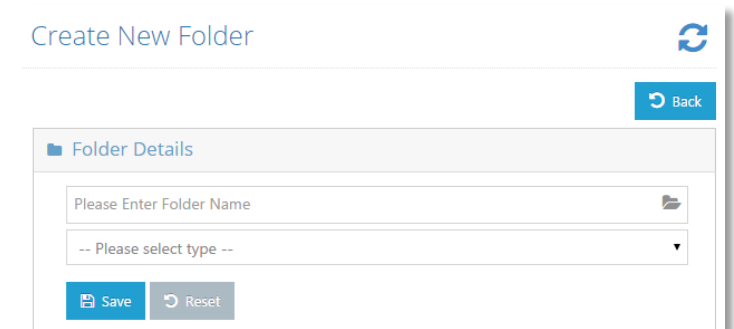 Create New Folder
Back
Folder Details
Please Enter Folder Name
-- Please select type --
Save Reset